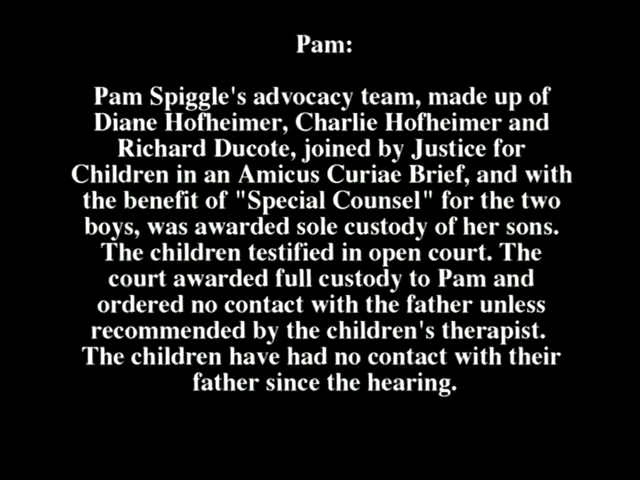 Pam:
Pam Spiggle's advocacy team, made up of
Diane Hofheimer, Charlie Hofheimer and
Richard Ducote, joined by Justice for
Children in an Amicus Curiae Brief, and with
the benefit of "Special Counsel" for the two
boys, was awarded sole custody of her sons.
The children testified in open court. The
court awarded full custody to Pam and
ordered no contact with the father unless
recommended by the children's therapist.
The children have had no contact with their
father since the hearing.